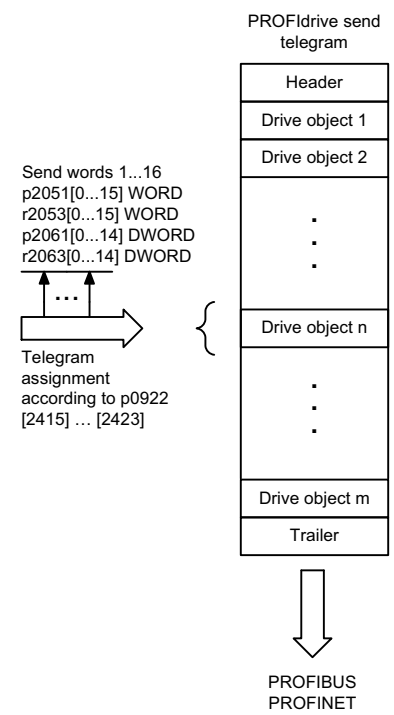 PROFIdrive send
telegram
Header
Drive object 1
Drive object 2
Send words 1...16
p2051[0...15] WORD
r2053[0...15] WORD
p2061[0...14] DWORD
r2063[0...14] DWORD
...
Drive object n
Telegram
assignment
according to p0922
[2415] … [2423]
Drive object m
Trailer
PROFIBUS
PROFINET